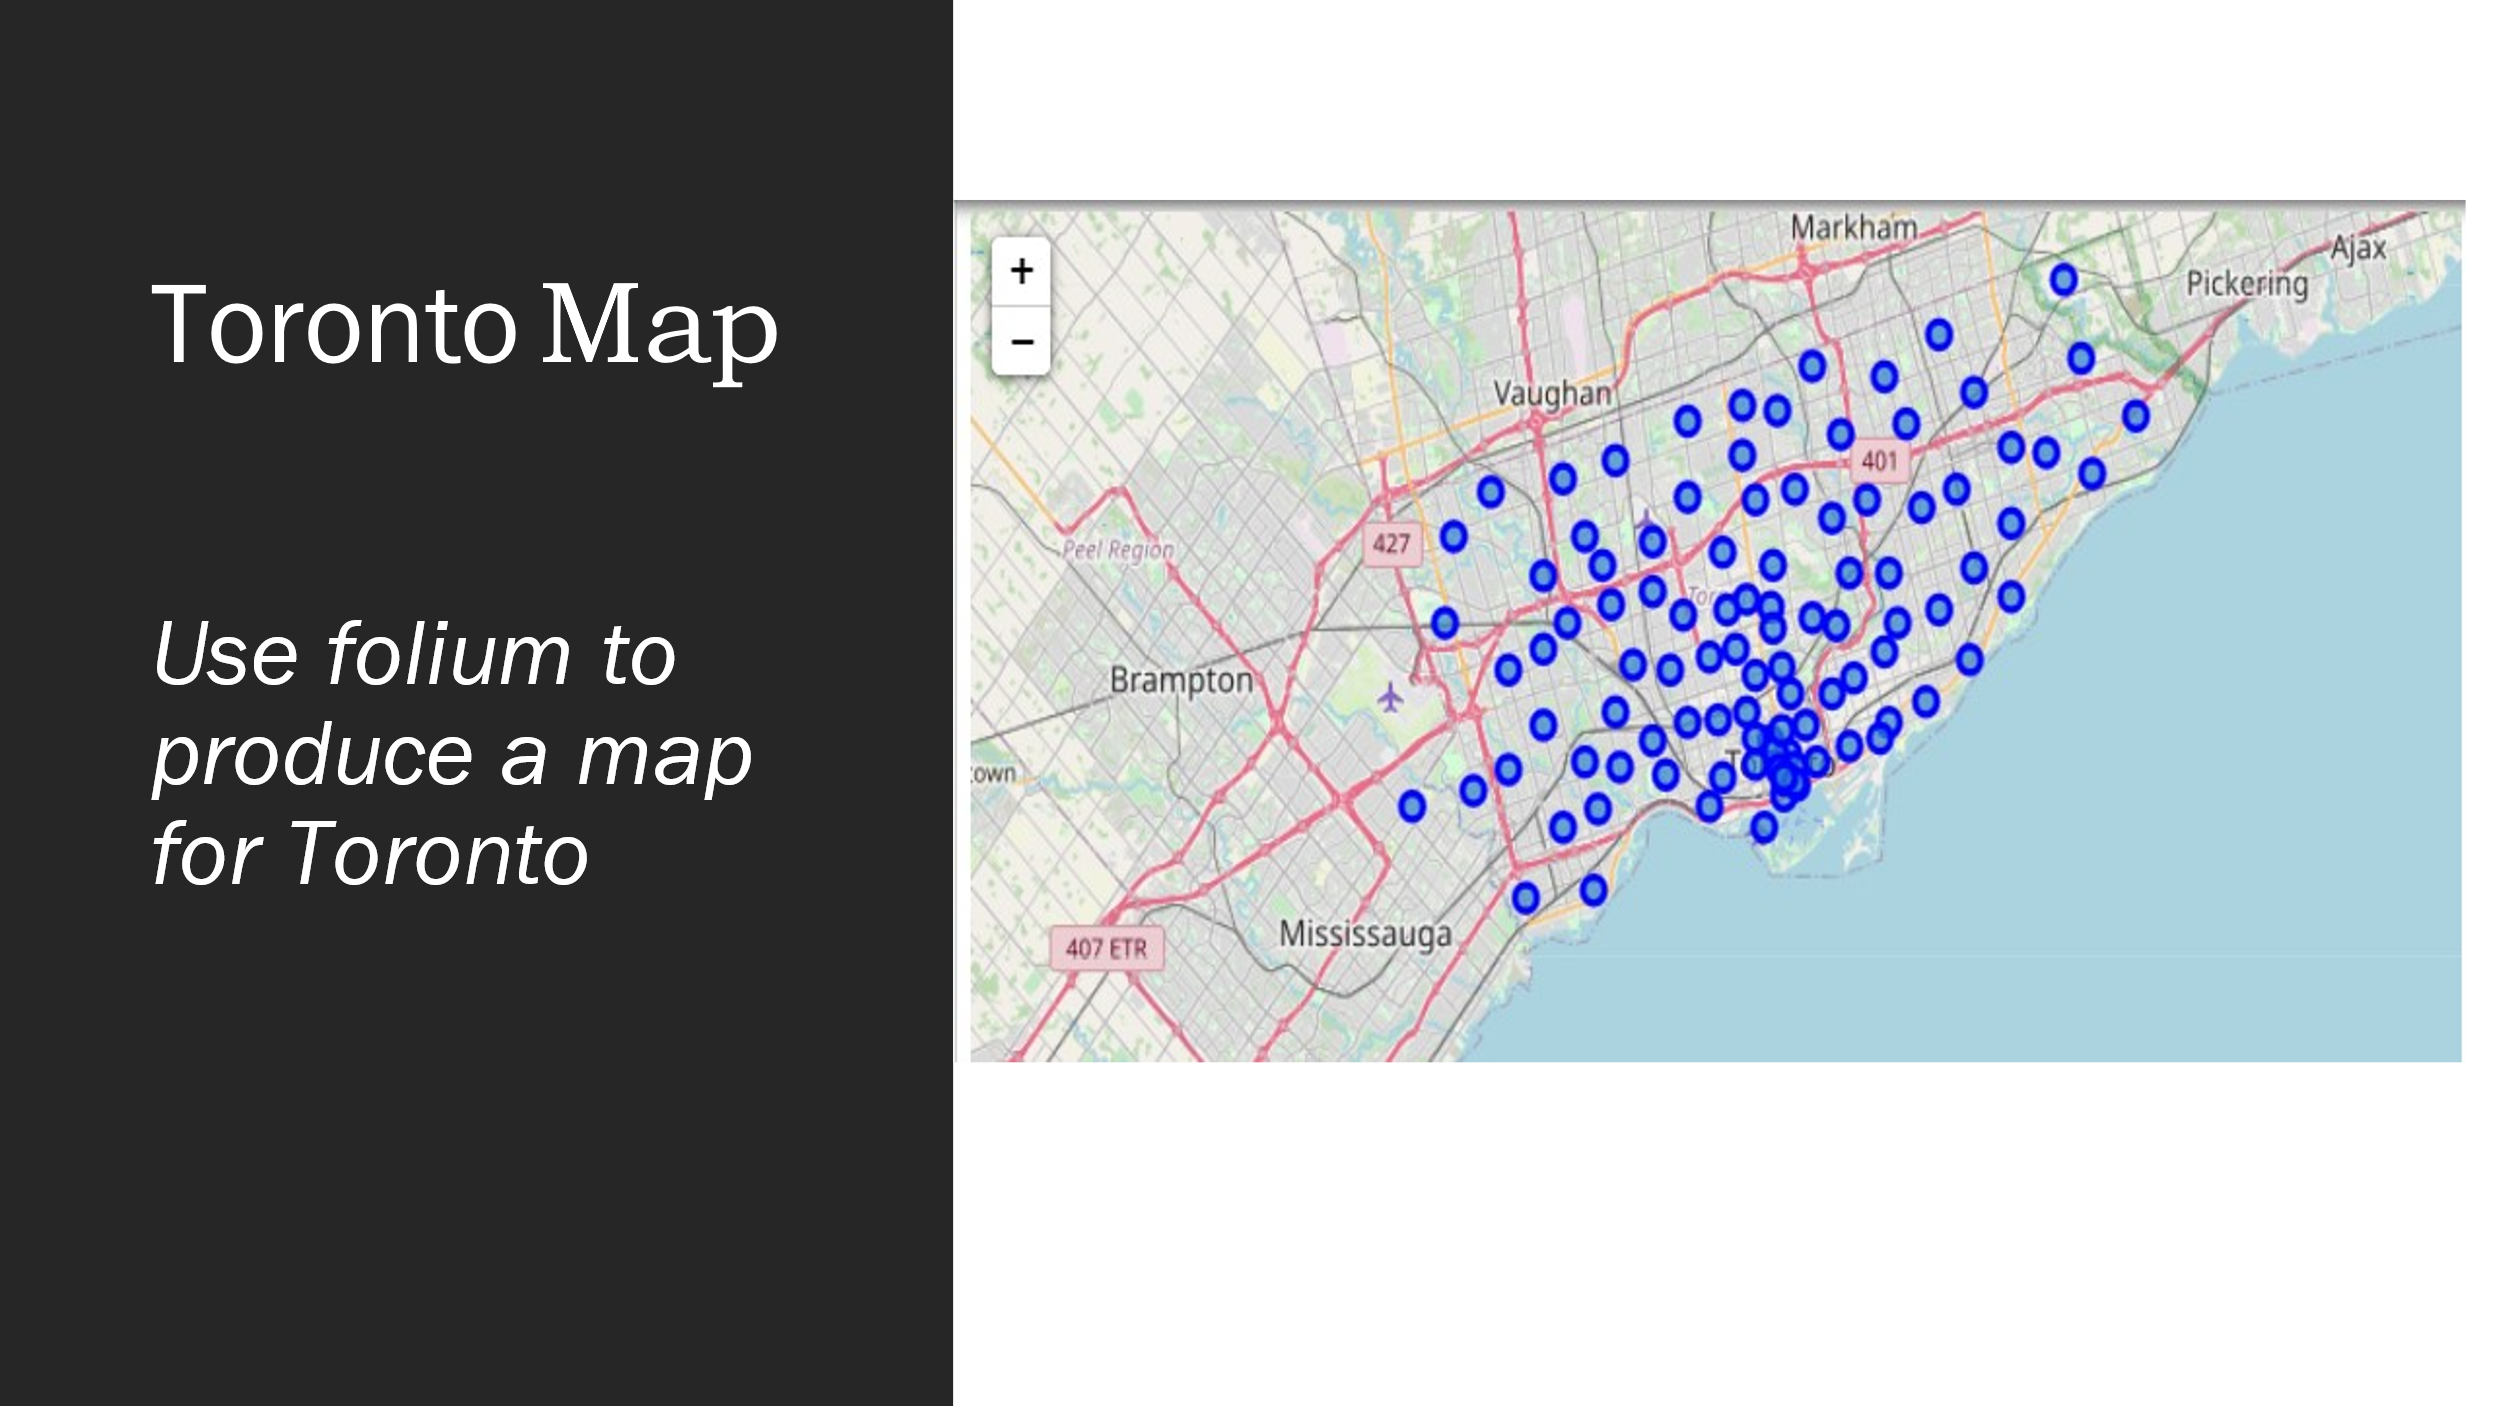 Toronto Map
Use folium to
produce a map
for Toronto
+
−
Markham
Ajax
Pickering
Vaughan
401
427
Peel Region
Brampton
own
Mississauga
407 ETR